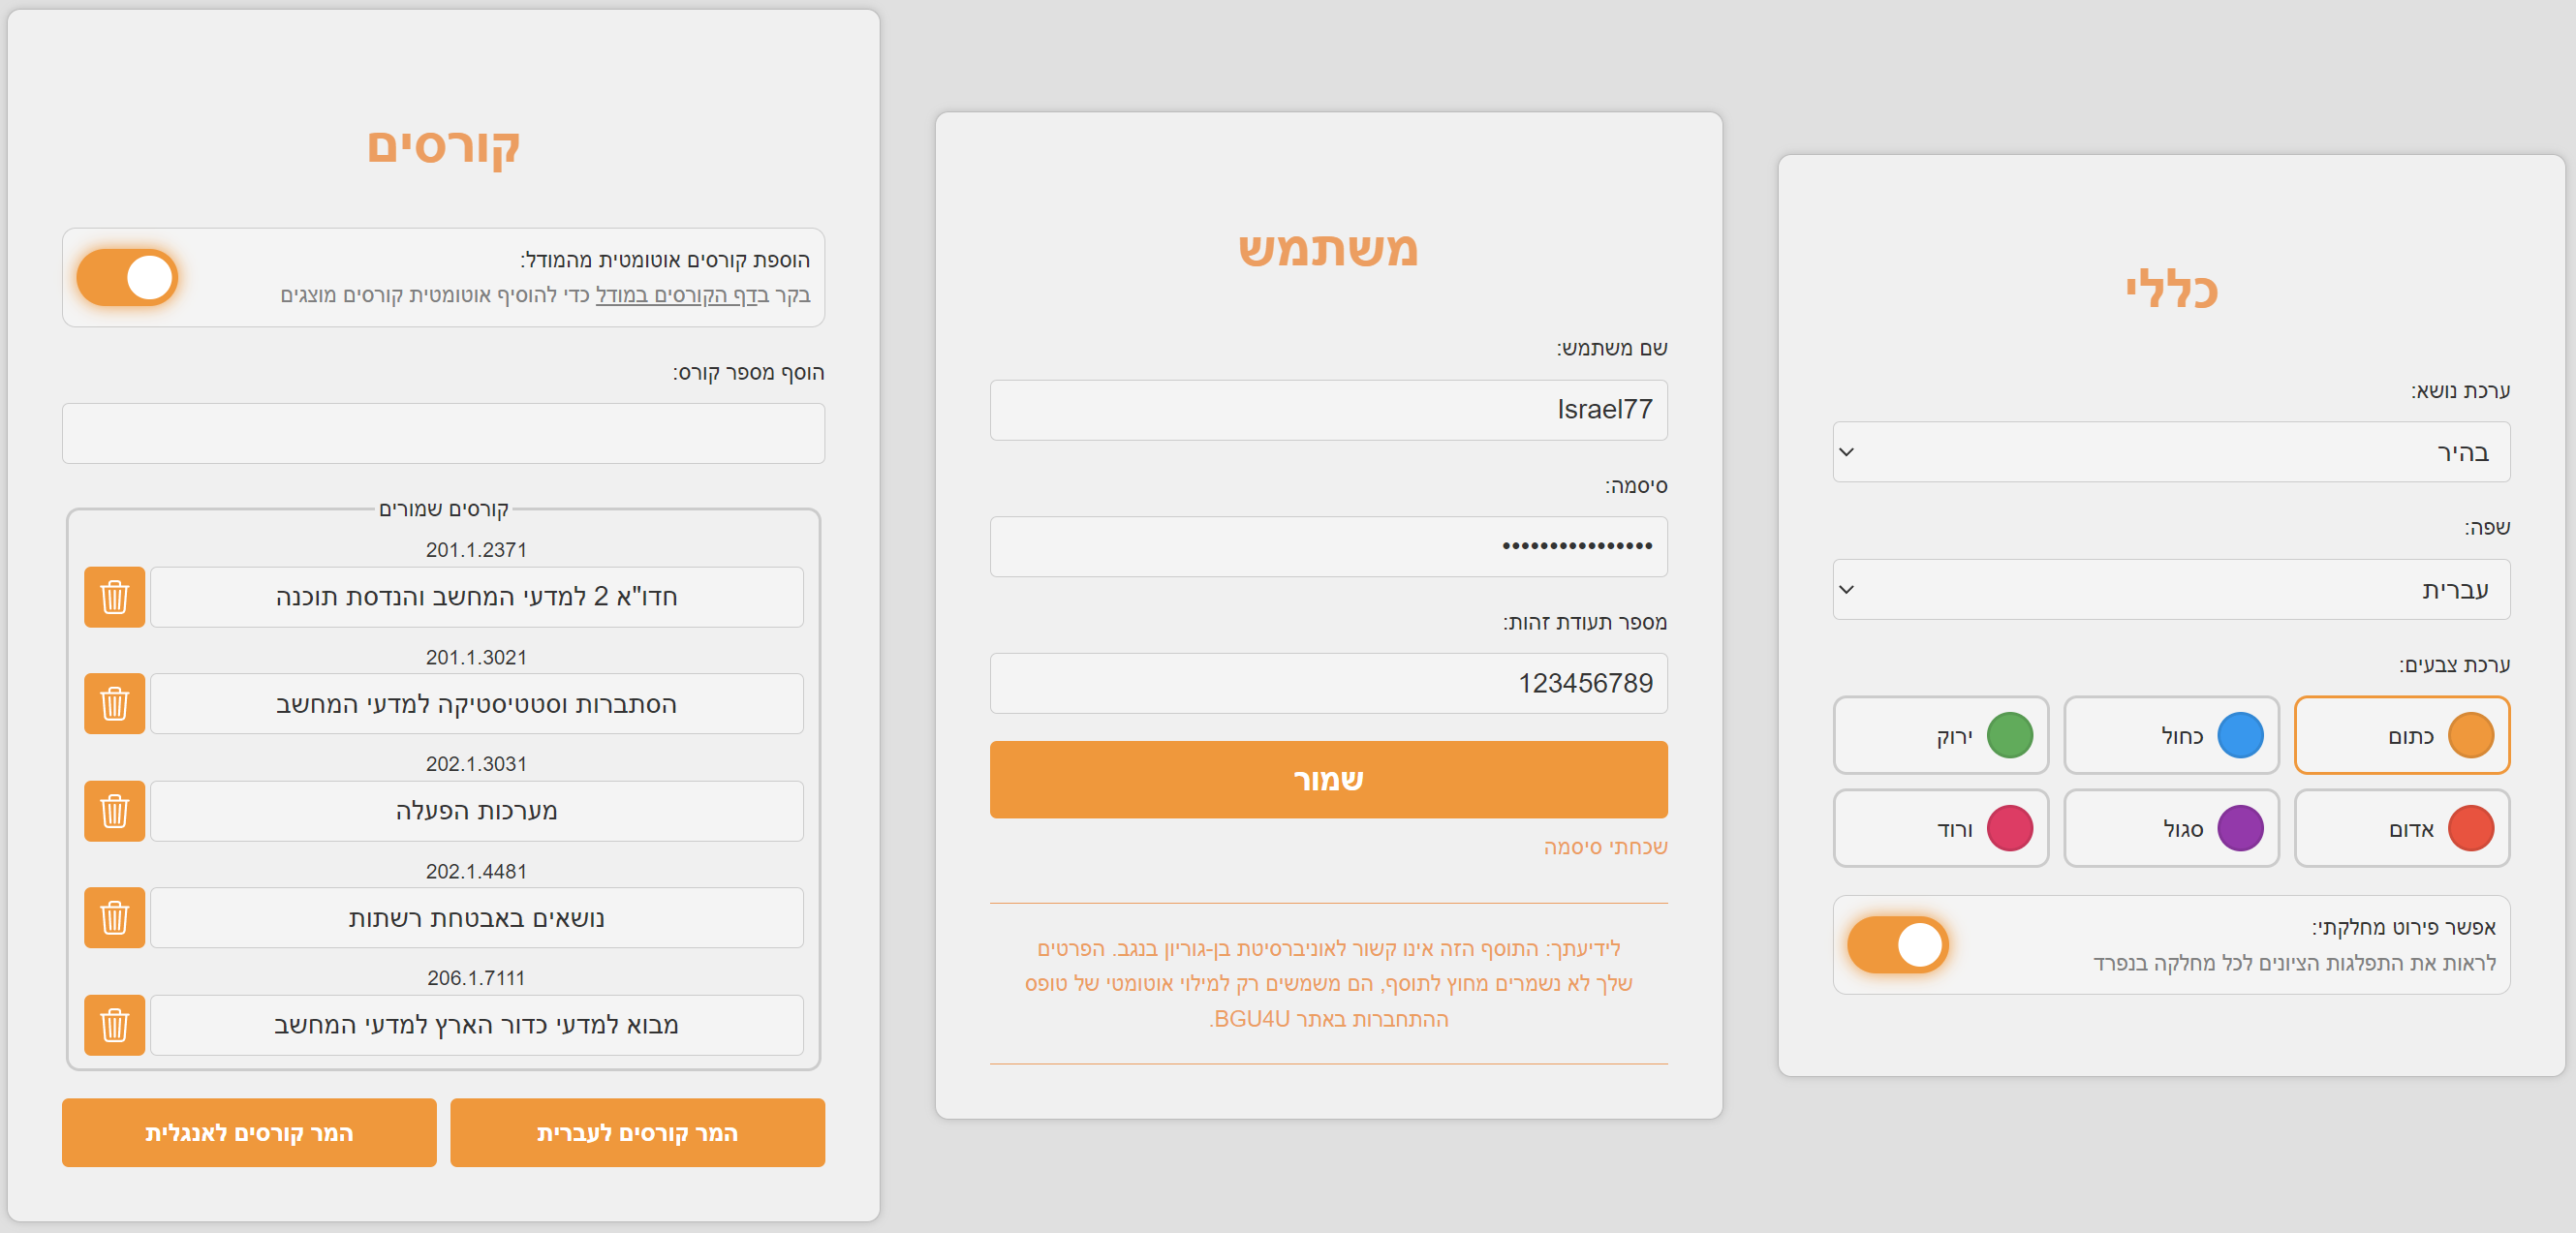 כללי
ערכת נושא:
בהיר
שפה:
עברית
ערכת צבעים:
כתום
כחול
ירוק
אדום
סגול
ורוד
אפשר פירוט מחלקתי:
לראות את התפלגות הציונים לכל מחלקה בנפרד
משתמש
שם משתמש:
Israel77
סיסמה:
••••••••••••••••
מספר תעודת זהות:
123456789
שמור
שכחתי סיסמה
לידיעתך: התוסף הזה אינו קשור לאוניברסיטת בן-גוריון בנגב. הפרטים
שלך לא נשמרים מחוץ לתוסף, הם משמשים רק למילוי אוטומטי של טופס
ההתחברות באתר BGU4U.
קורסים
הוספת קורסים אוטומטית מהמודל:
בקר בדף הקורסים במודל כדי להוסיף אוטומטית קורסים מוצגים
הוסף מספר קורס:
קורסים שמורים
201.1.2371
חדו"א 2 למדעי המחשב והנדסת תוכנה
201.1.3021
הסתברות וסטטיסטיקה למדעי המחשב
202.1.3031
מערכות הפעלה
202.1.4481
נושאים באבטחת רשתות
206.1.7111
מבוא למדעי כדור הארץ למדעי המחשב
המר קורסים לעברית
המר קורסים לאנגלית